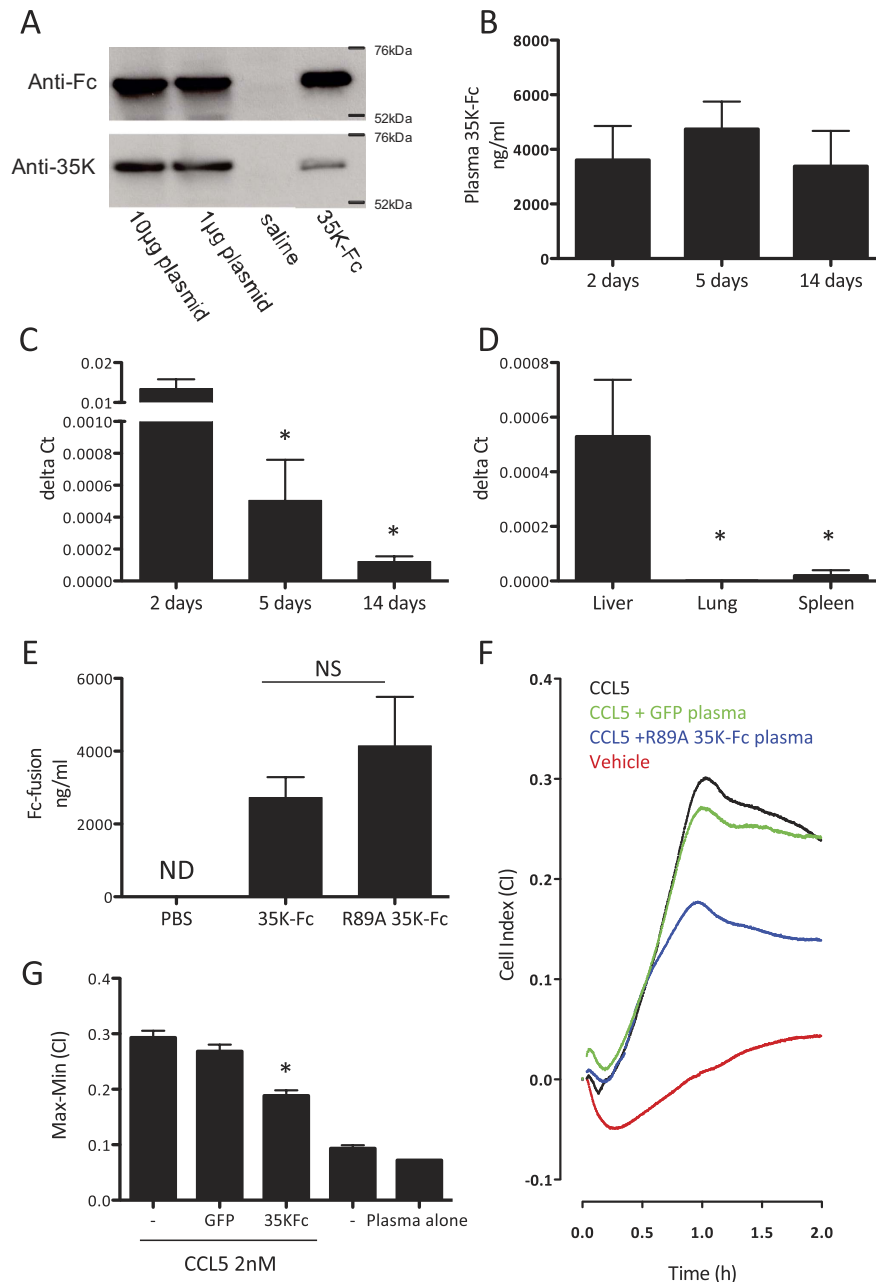 A
Anti-Fc
76kDa
52kDa
Anti-35K
76kDa
52kDa
10µg plasmid
1µg plasmid
saline
35K-Fc
B
Plasma 35K-Fc
ng/ml
8000
6000
4000
2000
0
2 days
5 days
14 days
C
delta Ct
0.02
0.01
0.0010
0.0008
0.0006
0.0004
0.0002
0.0000
*
*
2 days
5 days
14 days
D
delta Ct
0.0008
0.0006
0.0004
0.0002
0.0000
*
*
Liver
Lung
Spleen
E
Fc-fusion
ng/ml
6000
4000
2000
0
NS
ND
PBS
35K-Fc
R89A 35K-Fc
F
CCL5
CCL5 + GFP plasma
CCL5 +R89A 35K-Fc plasma
Vehicle
Cell Index (CI)
0.4
0.3
0.2
0.1
0.0
-0.1
0.0
0.5
1.0
1.5
2.0
Time (h)
G
Max-Min (CI)
0.4
0.3
0.2
0.1
0.0
*
-
GFP
35KFc
-
Plasma alone
CCL5 2nM